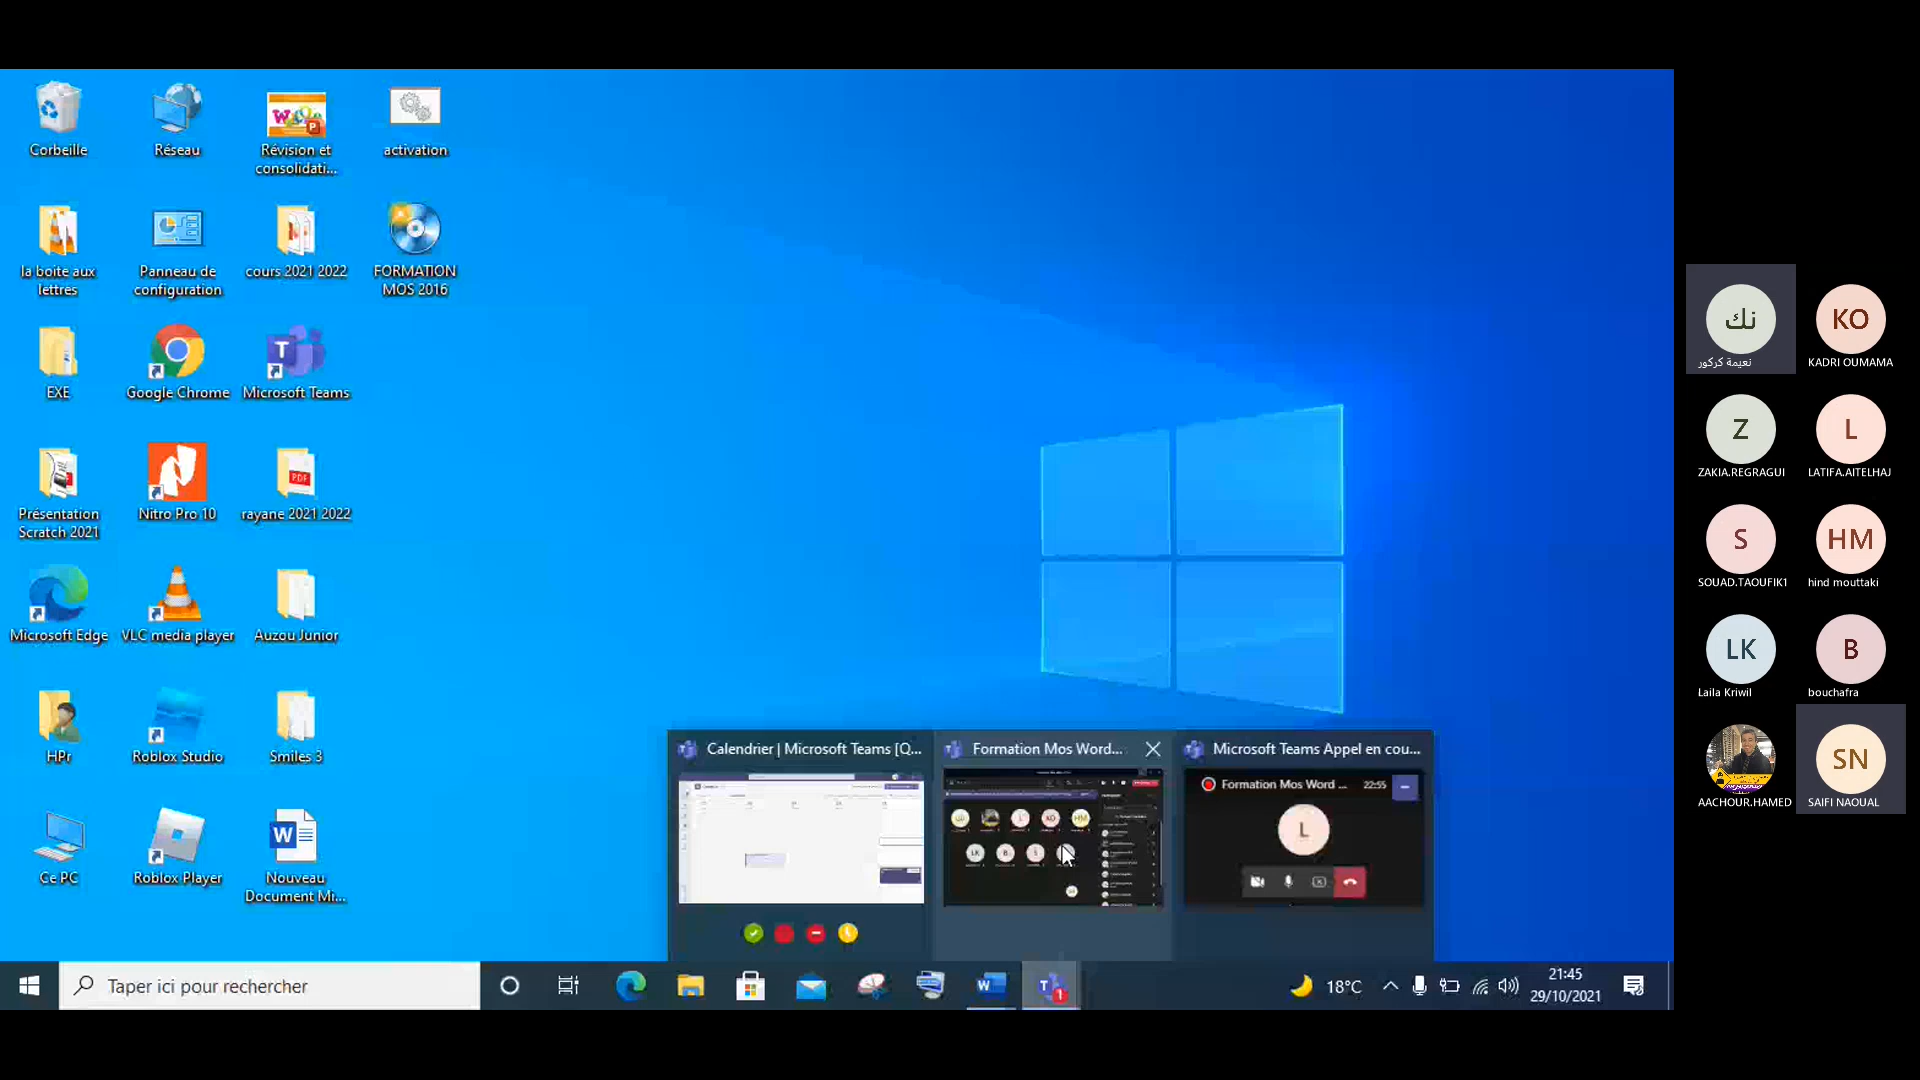 Corbeille
Réseau
Révision et
consolidati...
activation
la boite aux
lettres
Panneau de
configuration
cours 2021 2022
FORMATION
MOS 2016
EXE
Google Chrome
Microsoft Teams
Présentation
Scratch 2021
Nitro Pro 10
PDF
rayane 2021 2022
Microsoft Edge
VLC media player
Auzou Junior
HPr
Roblox Studio
Smiles 3
Ce PC
Roblox Player
Nouveau
Document Mi...
Calendrier | Microsoft Teams [Q...
Formation Mos Word...
Microsoft Teams Appel en cou...
Formation Mos Word ...
22:55
L
KO
HM
LK
B
Taper ici pour rechercher
1
18°C
21:45
29/10/2021
نك
نعيمة كركور
KO
KADRI OUMAMA
Z
ZAKIA.REGRAGUI
L
LATIFA.AITELHAJ
S
SOUAD.TAOUFIK1
HM
hind mouttaki
LK
Laila Kriwil
B
bouchafra
AACHOUR.HAMED
SN
SAIFI NAOUAL